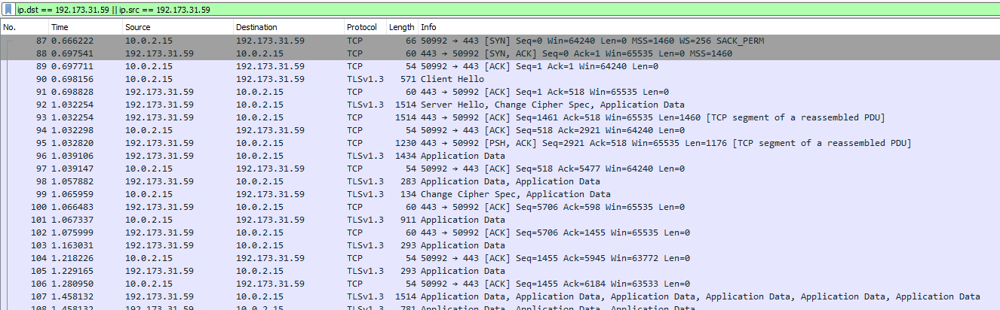 ip.dst == 192.173.31.59 || ip.src == 192.173.31.59
No. Time Source Destination Protocol Length Info
87 0.666222 10.0.2.15 192.173.31.59 TCP 66 50992 → 443 [SYN] Seq=0 Win=64240 Len=0 MSS=1460 WS=256 SACK_PERM
88 0.697541 192.173.31.59 10.0.2.15 TCP 60 443 → 50992 [SYN, ACK] Seq=0 Ack=1 Win=65535 Len=0 MSS=1460
89 0.697711 10.0.2.15 192.173.31.59 TCP 54 50992 → 443 [ACK] Seq=1 Ack=1 Win=64240 Len=0
90 0.698156 10.0.2.15 192.173.31.59 TLSv1.3 571 Client Hello
91 0.698828 192.173.31.59 10.0.2.15 TCP 60 443 → 50992 [ACK] Seq=1 Ack=518 Win=65535 Len=0
92 1.032254 192.173.31.59 10.0.2.15 TLSv1.3 1514 Server Hello, Change Cipher Spec, Application Data
93 1.032254 192.173.31.59 10.0.2.15 TCP 1514 443 → 50992 [ACK] Seq=1461 Ack=518 Win=65535 Len=1460 [TCP segment of a reassembled PDU]
94 1.032298 10.0.2.15 192.173.31.59 TCP 54 50992 → 443 [ACK] Seq=518 Ack=2921 Win=64240 Len=0
95 1.032820 192.173.31.59 10.0.2.15 TCP 1230 443 → 50992 [PSH, ACK] Seq=2921 Ack=518 Win=65535 Len=1176 [TCP segment of a reassembled PDU]
96 1.039106 192.173.31.59 10.0.2.15 TLSv1.3 1434 Application Data
97 1.039147 10.0.2.15 192.173.31.59 TCP 54 50992 → 443 [ACK] Seq=518 Ack=5477 Win=64240 Len=0
98 1.057882 192.173.31.59 10.0.2.15 TLSv1.3 283 Application Data, Application Data
99 1.065959 10.0.2.15 192.173.31.59 TLSv1.3 134 Change Cipher Spec, Application Data
100 1.066483 192.173.31.59 10.0.2.15 TCP 60 443 → 50992 [ACK] Seq=5706 Ack=598 Win=65535 Len=0
101 1.067337 10.0.2.15 192.173.31.59 TLSv1.3 911 Application Data
102 1.075999 192.173.31.59 10.0.2.15 TCP 60 443 → 50992 [ACK] Seq=5706 Ack=1455 Win=65535 Len=0
103 1.163031 192.173.31.59 10.0.2.15 TLSv1.3 293 Application Data
104 1.218226 10.0.2.15 192.173.31.59 TCP 54 50992 → 443 [ACK] Seq=1455 Ack=5945 Win=63772 Len=0
105 1.229165 192.173.31.59 10.0.2.15 TLSv1.3 293 Application Data
106 1.280950 10.0.2.15 192.173.31.59 TCP 54 50992 → 443 [ACK] Seq=1455 Ack=6184 Win=63533 Len=0
107 1.458132 192.173.31.59 10.0.2.15 TLSv1.3 1514 Application Data, Application Data, Application Data, Application Data, Application Data
108 1.458132 192.173.31.59 10.0.2.15 TLSv1.3 781 Application Data, Application Data, Application Data